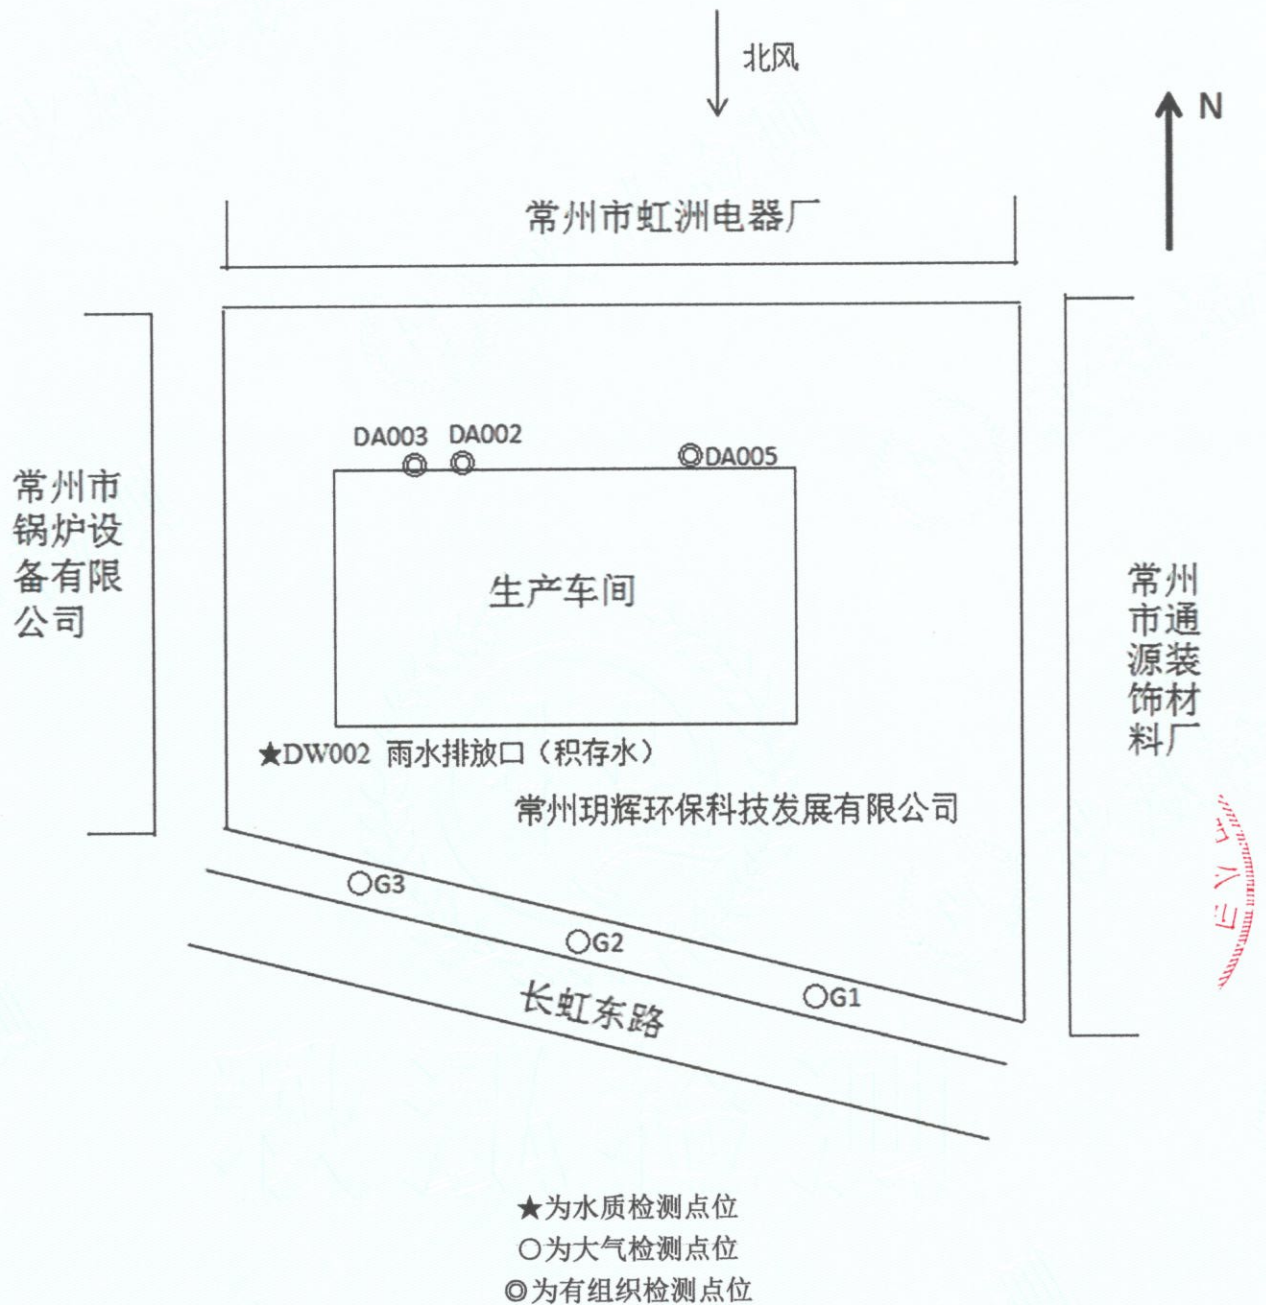 北风
N
常州市虹洲电器厂
DA003
DA002
DA005
常州市
锅炉设
备有限
公司
生产车间
常州
市通
源装
饰材
料厂
★DW002 雨水排放口（积存水）
常州玥辉环保科技发展有限公司
G3
G2
G1
长虹东路
★为水质检测点位
○为大气检测点位
◎为有组织检测点位